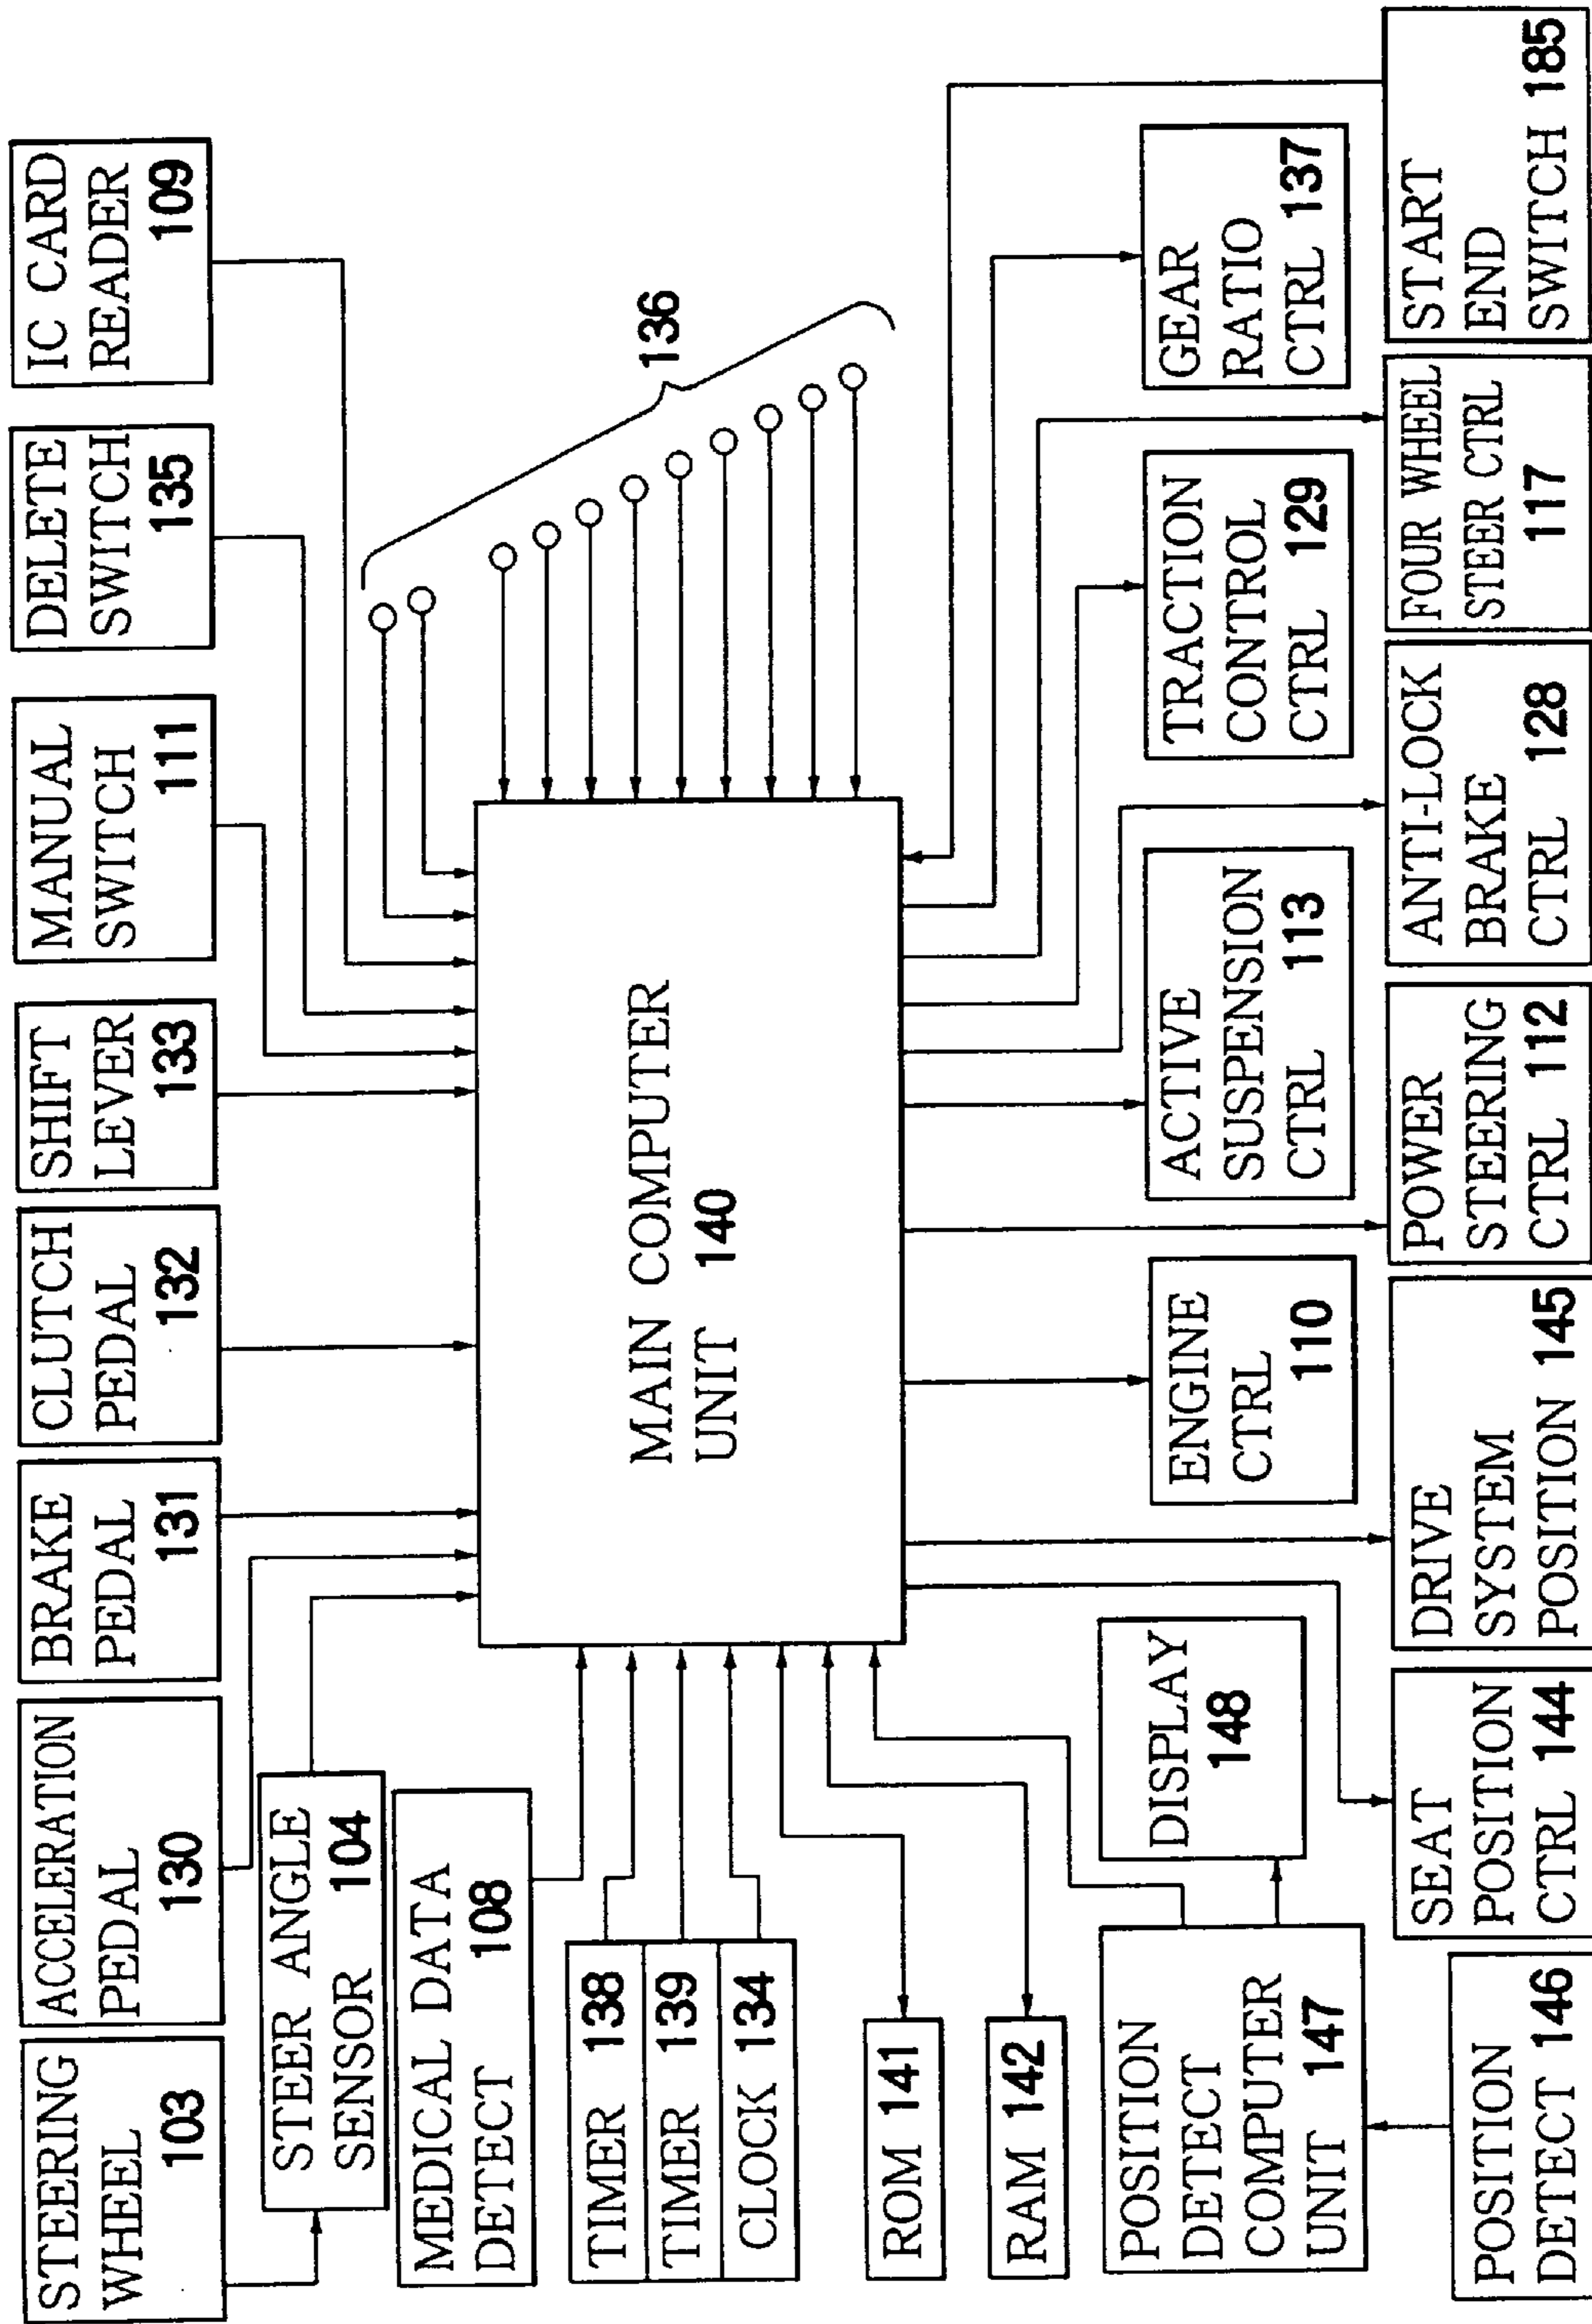 STEERING
WHEEL
103
ACCELERATION
PEDAL
130
BRAKE
PEDAL
131
CLUTCH
PEDAL
132
SHIFT
LEVER
133
MANUAL
SWITCH
111
DELETE
SWITCH
135
IC CARD
READER
109
STEER ANGLE
SENSOR 104
MEDICAL DATA
DETECT 108
TIMER 138
TIMER 139
CLOCK 134
ROM 141
RAM 142
MAIN COMPUTER
UNIT 140
136
POSITION
DETECT
COMPUTER
UNIT 147
DISPLAY
148
ENGINE
CTRL
110
ACTIVE
SUSPENSION
CTRL 113
TRACTION
CONTROL
CTRL 129
GEAR
RATIO
CTRL 137
POSITION
DETECT 146
SEAT
POSITION
CTRL 144
DRIVE
SYSTEM
POSITION 145
POWER
STEERING
CTRL 112
ANTI-LOCK
BRAKE
CTRL 128
FOUR WHEEL
STEER CTRL
117
START
END
SWITCH 185